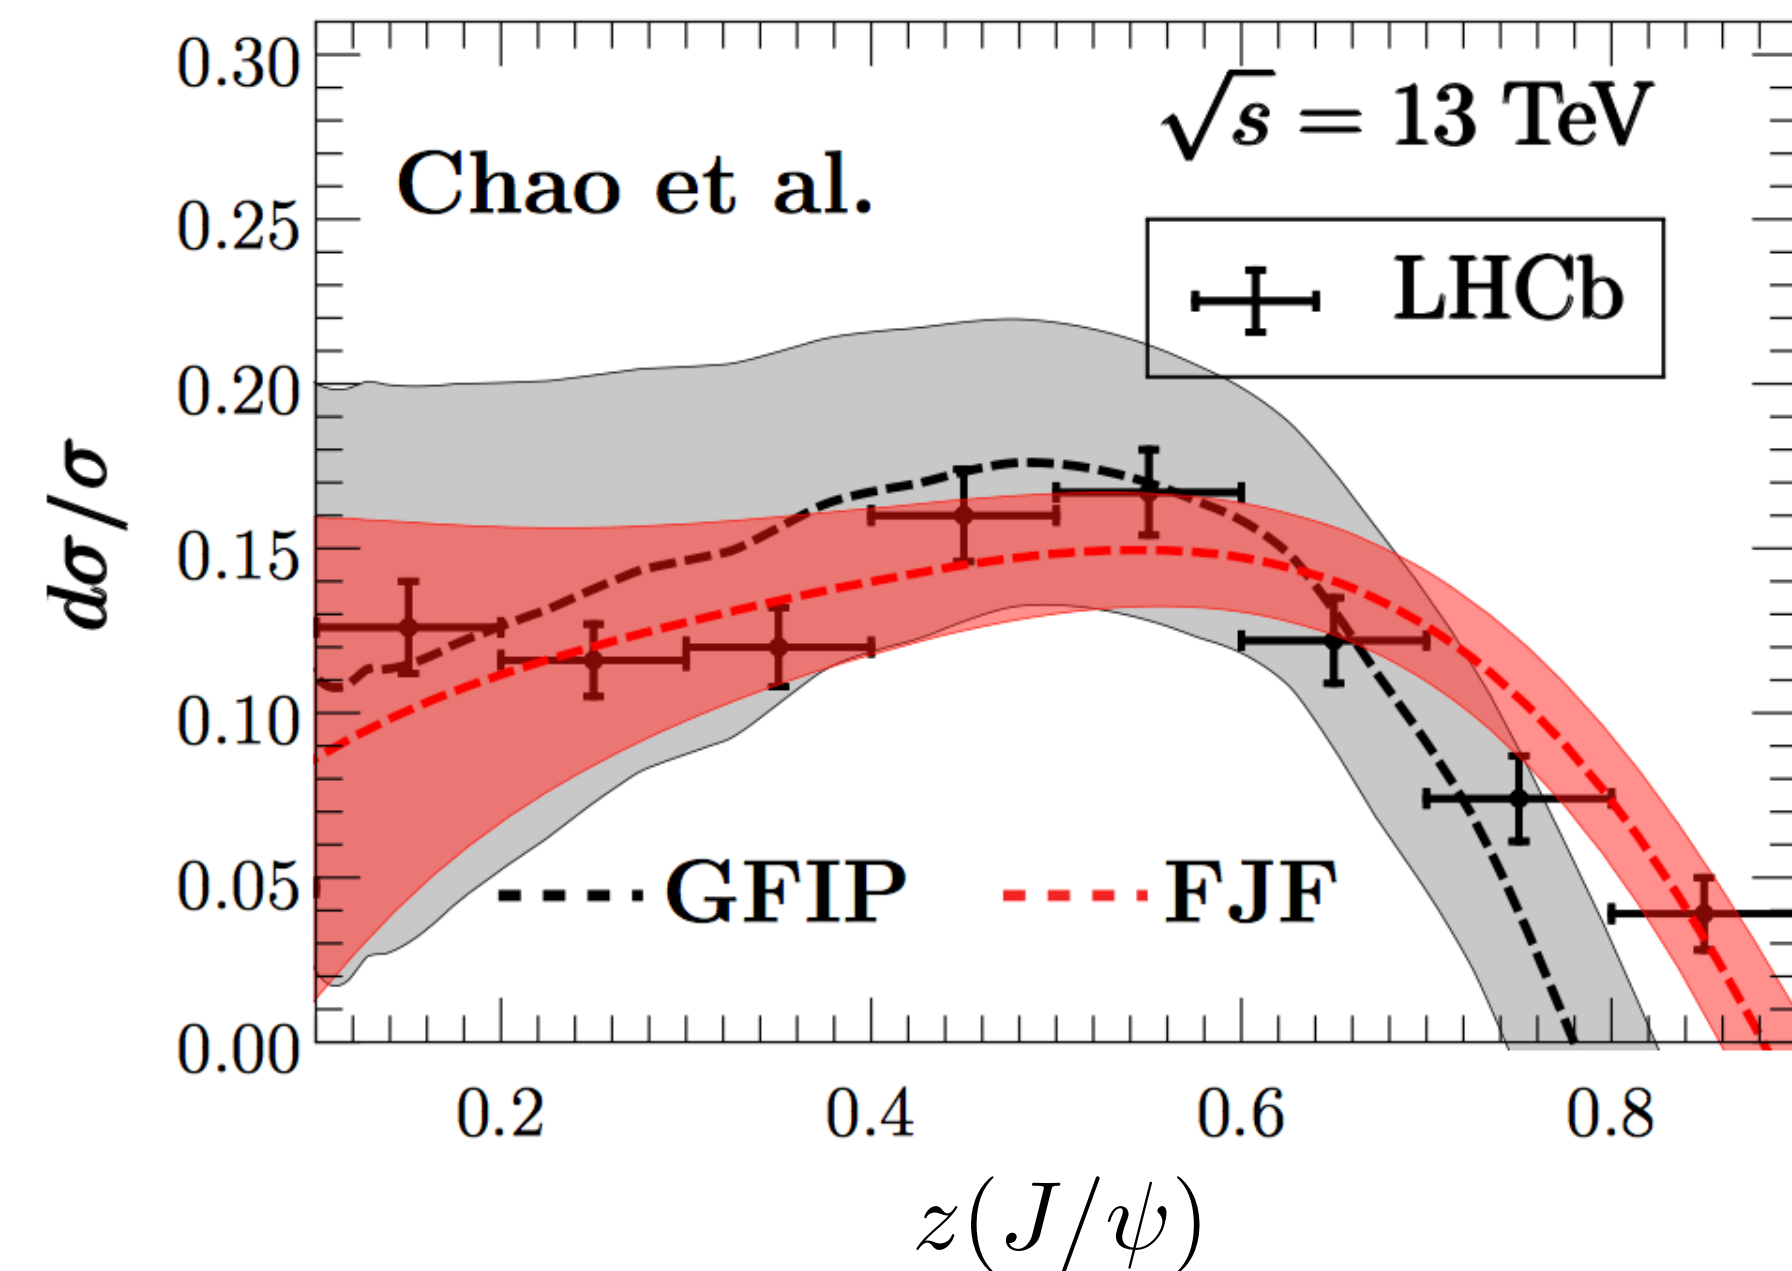 0.30
√s = 13 TeV
Chao et al.
0.25
LHCb
0.20
dσ/σ
0.15
0.10
0.05
GFIP FJF
0.00
0.2 0.4 0.6 0.8
z(J/ψ)